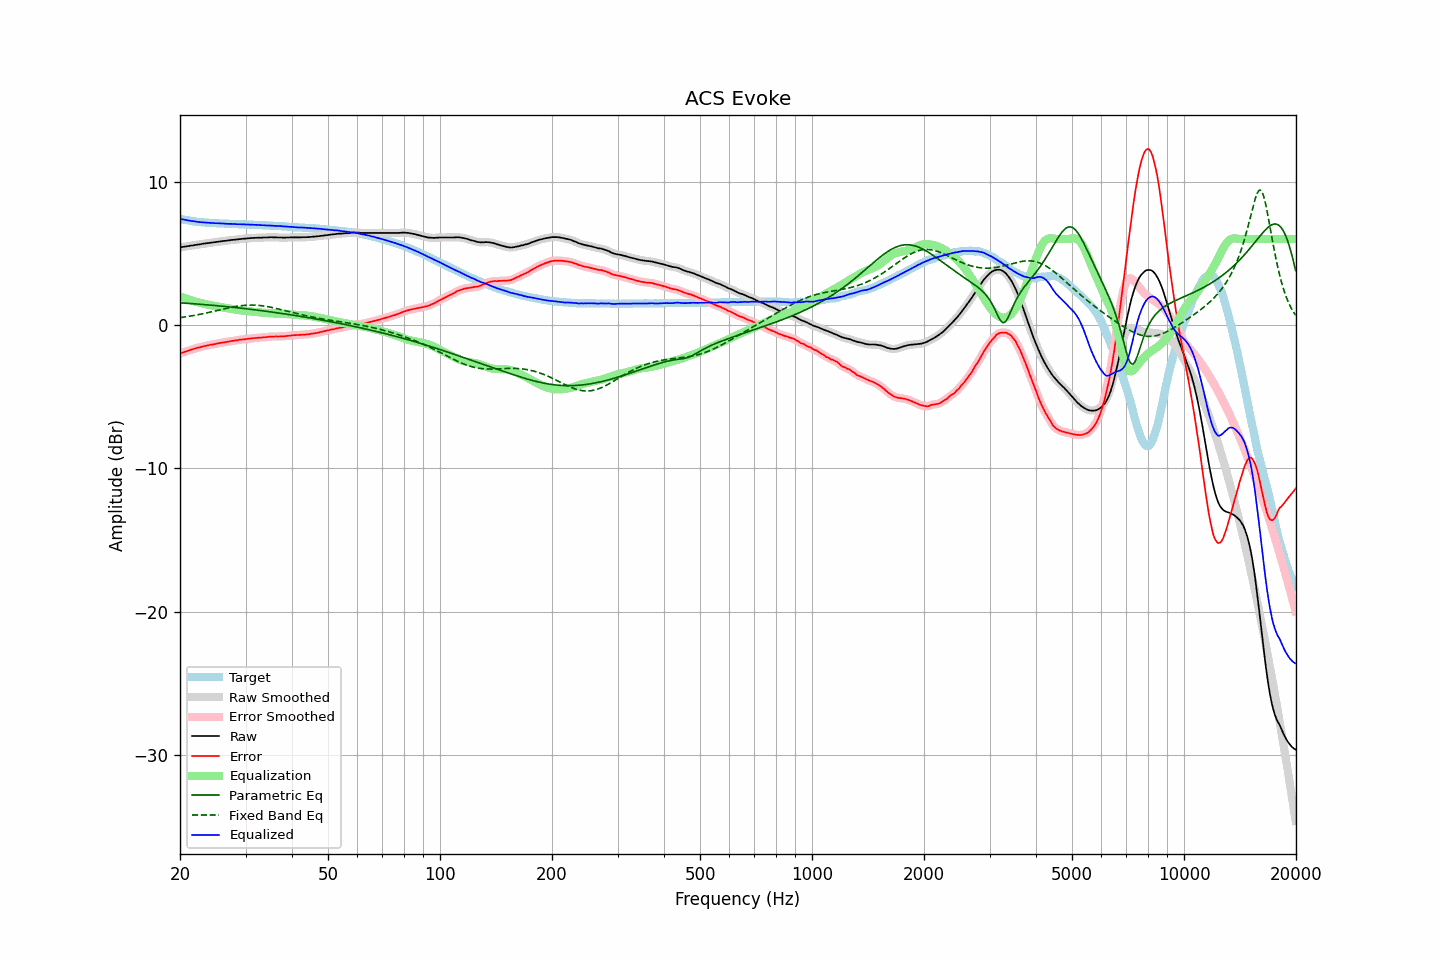 ACS Evoke
Amplitude (dBr)
10
0
−10
−20
−30
Target
Raw Smoothed
Error Smoothed
Raw
Error
Equalization
Parametric Eq
Fixed Band Eq
Equalized
20 50 100 200 500 1000 2000 5000 10000 20000
Frequency (Hz)